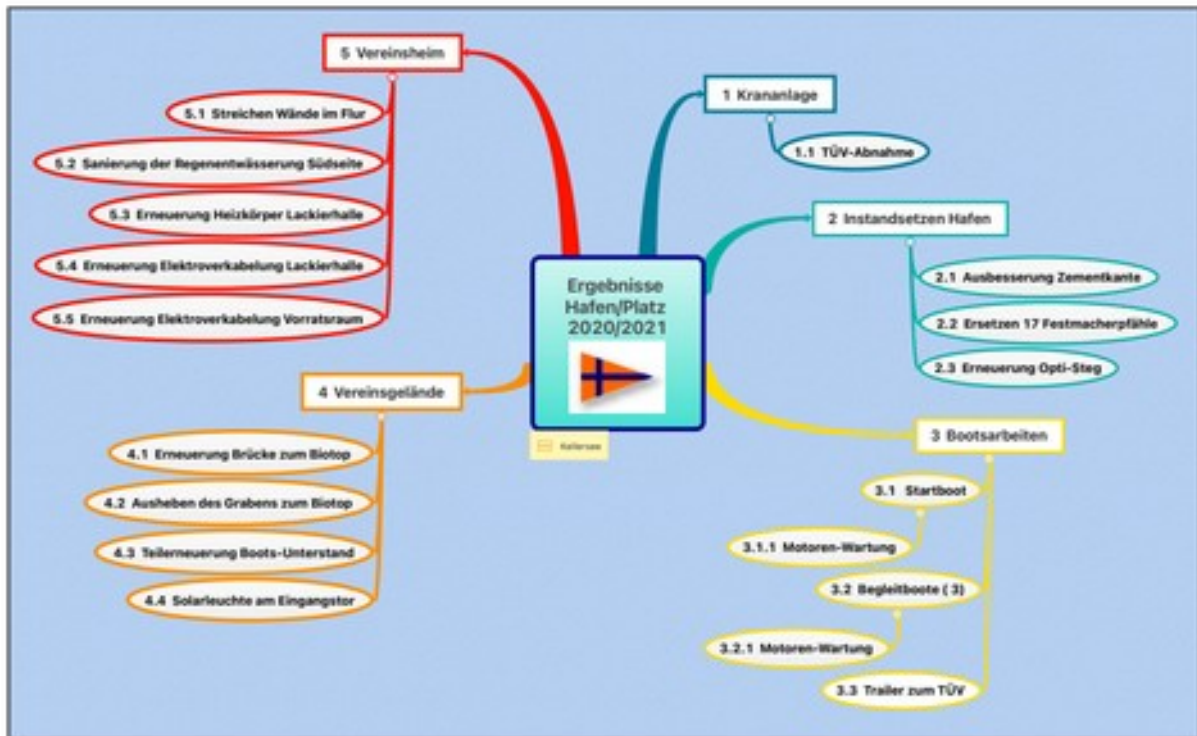 Ergebnisse
Hafen/Platz
2020/2021
Kellersee
1 Krananlage
1.1 TÜV-Abnahme
2 Instandsetzen Hafen
2.1 Ausbesserung Zementkante
2.2 Ersetzen 17 Festmacherpfähle
2.3 Erneuerung Opti-Steg
3 Bootsarbeiten
3.1 Startboot
3.1.1 Motoren-Wartung
3.2 Begleitboote ( 3)
3.2.1 Motoren-Wartung
3.3 Trailer zum TÜV
4 Vereinsgelände
4.1 Erneuerung Brücke zum Biotop
4.2 Ausheben des Grabens zum Biotop
4.3 Teilerneuerung Boots-Unterstand
4.4 Solarleuchte am Eingangstor
5 Vereinsheim
5.1 Streichen Wände im Flur
5.2 Sanierung der Regenentwässerung Südseite
5.3 Erneuerung Heizkörper Lackierhalle
5.4 Erneuerung Elektroverkabelung Lackierhalle
5.5 Erneuerung Elektroverkabelung Vorratsraum